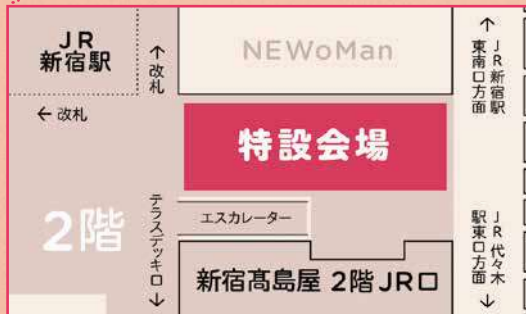 JR
新宿駅
↑
改札
NEWoMan
↑
JR新宿駅
東南口方面
← 改札
特設会場
2階
テラスデッキ口
↓
エスカレーター
新宿髙島屋 2階 JR口
JR代々木
駅東口方面
↓